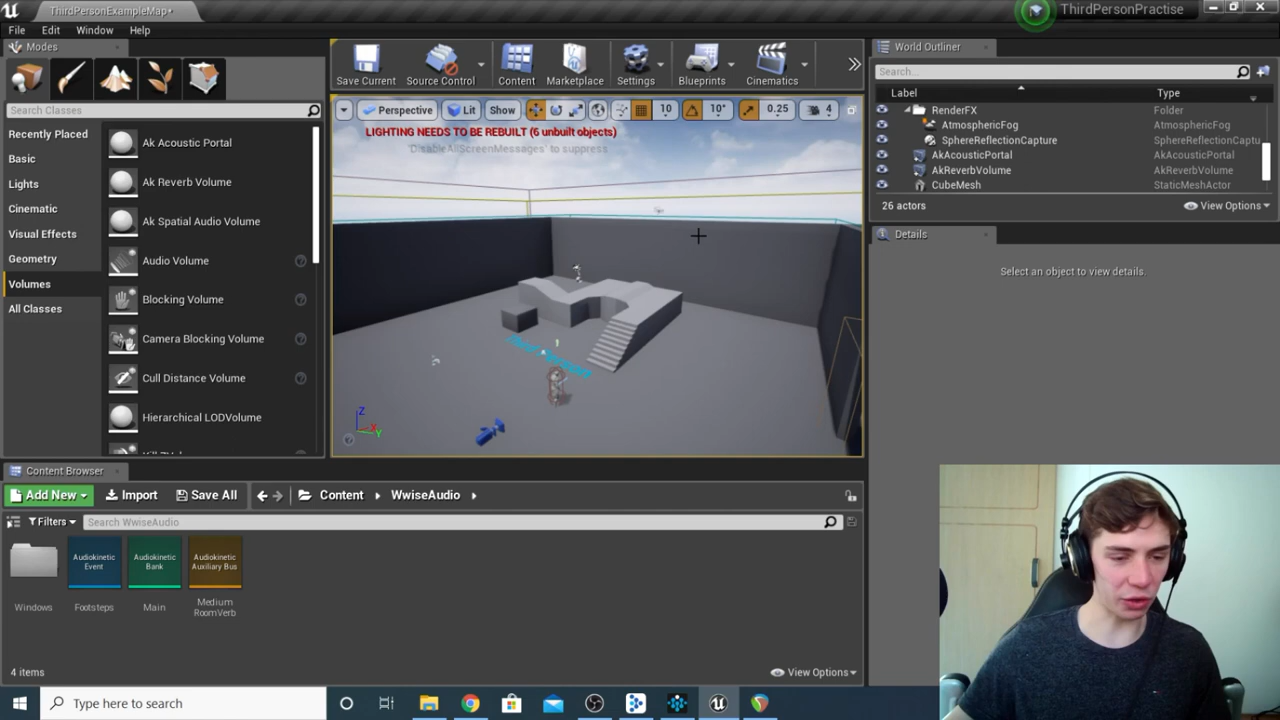 ThirdPersonExampleMap*
ThirdPersonPractise
File Edit Window Help
Modes
Search Classes
Recently Placed
Basic
Lights
Cinematic
Visual Effects
Geometry
Volumes
All Classes
Ak Acoustic Portal
Ak Reverb Volume
Ak Spatial Audio Volume
Audio Volume
Blocking Volume
Camera Blocking Volume
Cull Distance Volume
Hierarchical LODVolume
Save Current
Source Control
Content
Marketplace
Settings
Blueprints
Cinematics
Perspective Lit Show 10 10° 0.25 4
LIGHTING NEEDS TO BE REBUILT (6 unbuilt objects)
'DisableAllScreenMessages' to suppress
Z
X
Y
World Outliner
Search...
Label Type
RenderFX Folder
AtmosphericFog AtmosphericFog
SphereReflectionCapture SphereReflectionCaptu
AkAcousticPortal AkAcousticPortal
AkReverbVolume AkReverbVolume
CubeMesh StaticMeshActor
26 actors View Options
Details
Select an object to view details.
Content Browser
Add New Import Save All Content WwiseAudio
Filters Search WwiseAudio
Windows
Audiokinetic
Event
Footsteps
Audiokinetic
Bank
Main
Audiokinetic
Auxiliary Bus
Medium
RoomVerb
4 items View Options
Type here to search